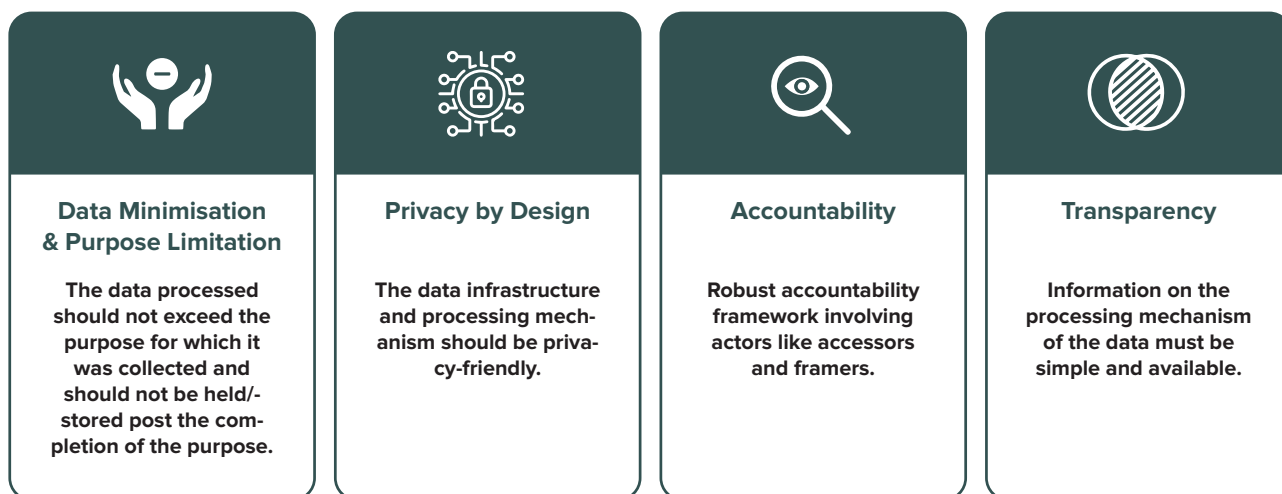 Data Minimisation
& Purpose Limitation
The data processed
should not exceed the
purpose for which it
was collected and
should not be held/-
stored post the com-
pletion of the purpose.
Privacy by Design
The data infrastructure
and processing mech-
anism should be priva-
cy-friendly.
Accountability
Robust accountability
framework involving
actors like accessors
and framers.
Transparency
Information on the
processing mechanism
of the data must be
simple and available.